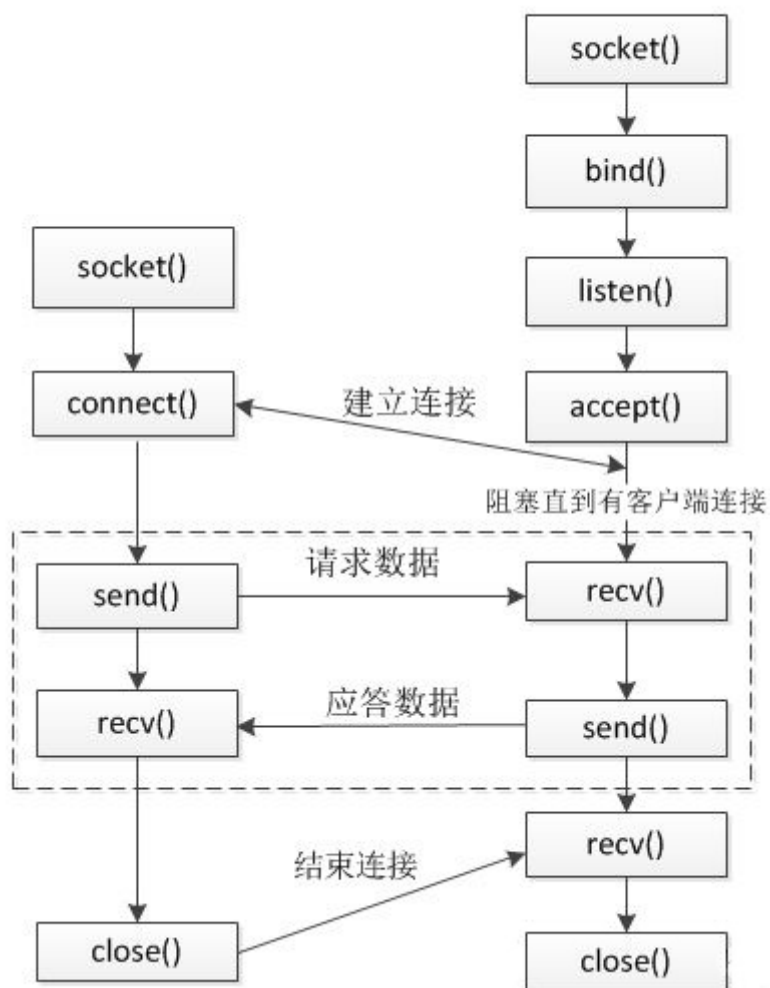 socket()
bind()
socket()
listen()
connect()
建立连接
accept()
阻塞直到有客户端连接
send()
请求数据
recv()
recv()
应答数据
send()
结束连接
recv()
close()
close()